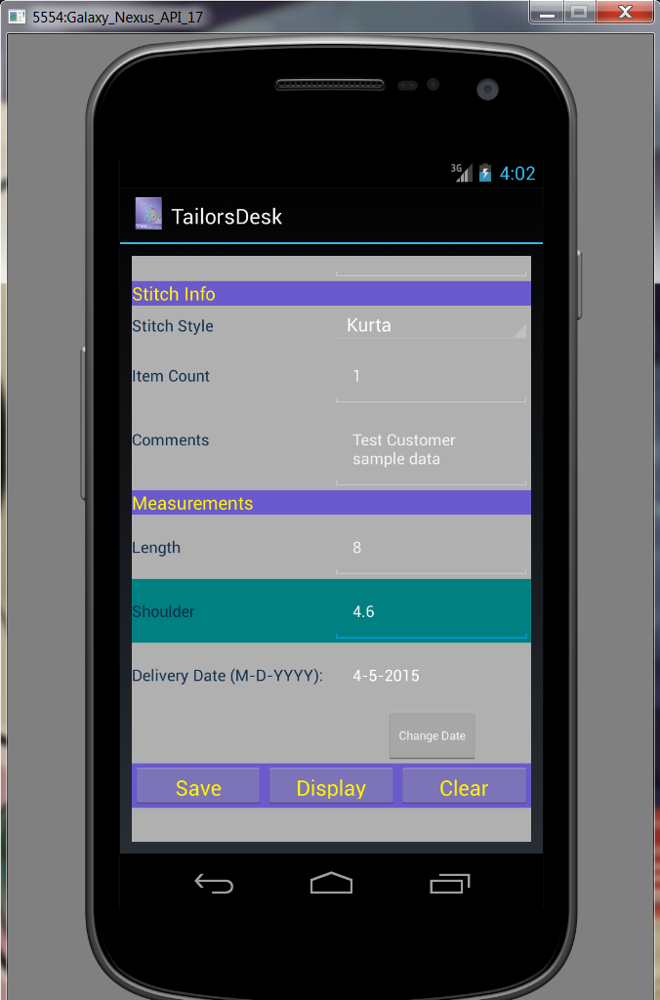 5554:Galaxy_Nexus_API_17
3G 4:02
TailorsDesk
Stitch Info
Stitch Style Kurta
Item Count 1
Comments Test Customer
sample data
Measurements
Length 8
Shoulder 4.6
Delivery Date (M-D-YYYY): 4-5-2015
Change Date
Save Display Clear